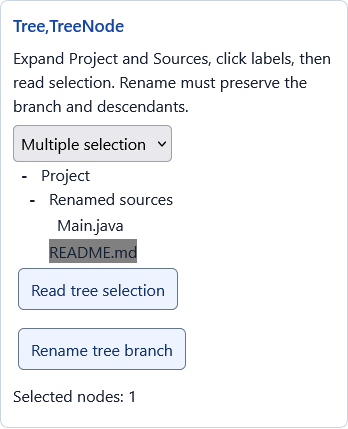 Tree,TreeNode
Expand Project and Sources, click labels, then
read selection. Rename must preserve the
branch and descendants.
Multiple selection
- Project
- Renamed sources
Main.java
README.md
Read tree selection
Rename tree branch
Selected nodes: 1